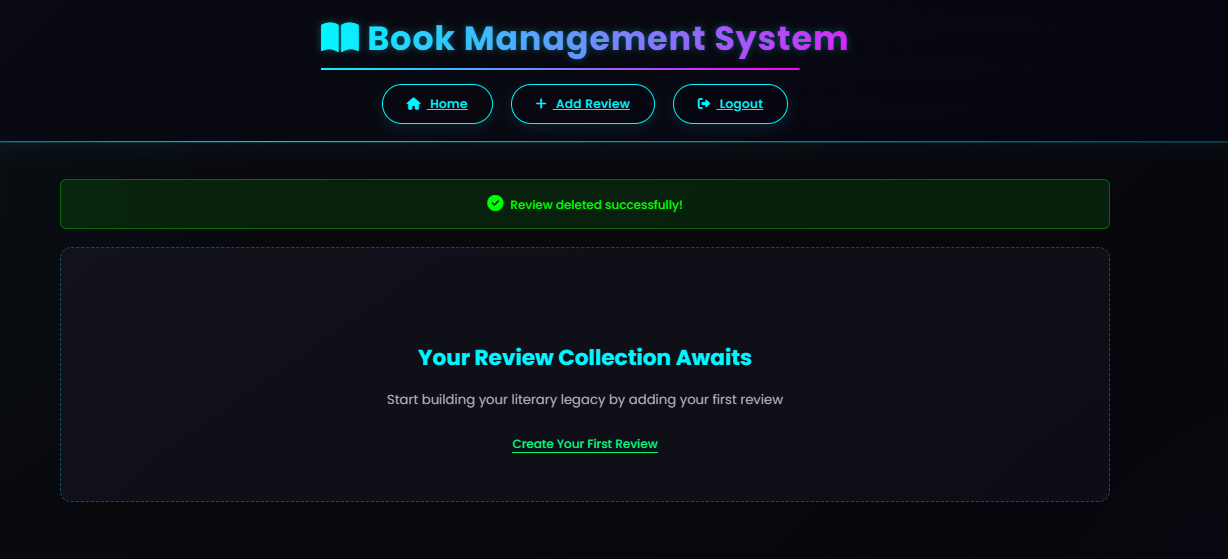 Book Management System
Home Add Review Logout
Review deleted successfully!
Your Review Collection Awaits
Start building your literary legacy by adding your first review
Create Your First Review